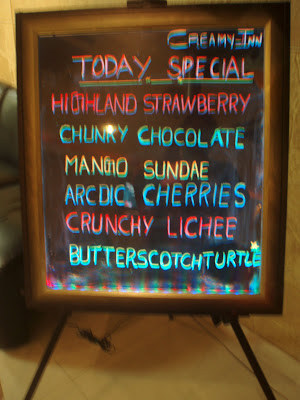 CREAMY INN
TODAY SPECIAL
HIGHLAND STRAWBERRY
CHUNKY CHOCOLATE
MANGO SUNDAE
ARCDIC CHERRIES
CRUNCHY LICHEE
BUTTERSCOTCHTURTLE